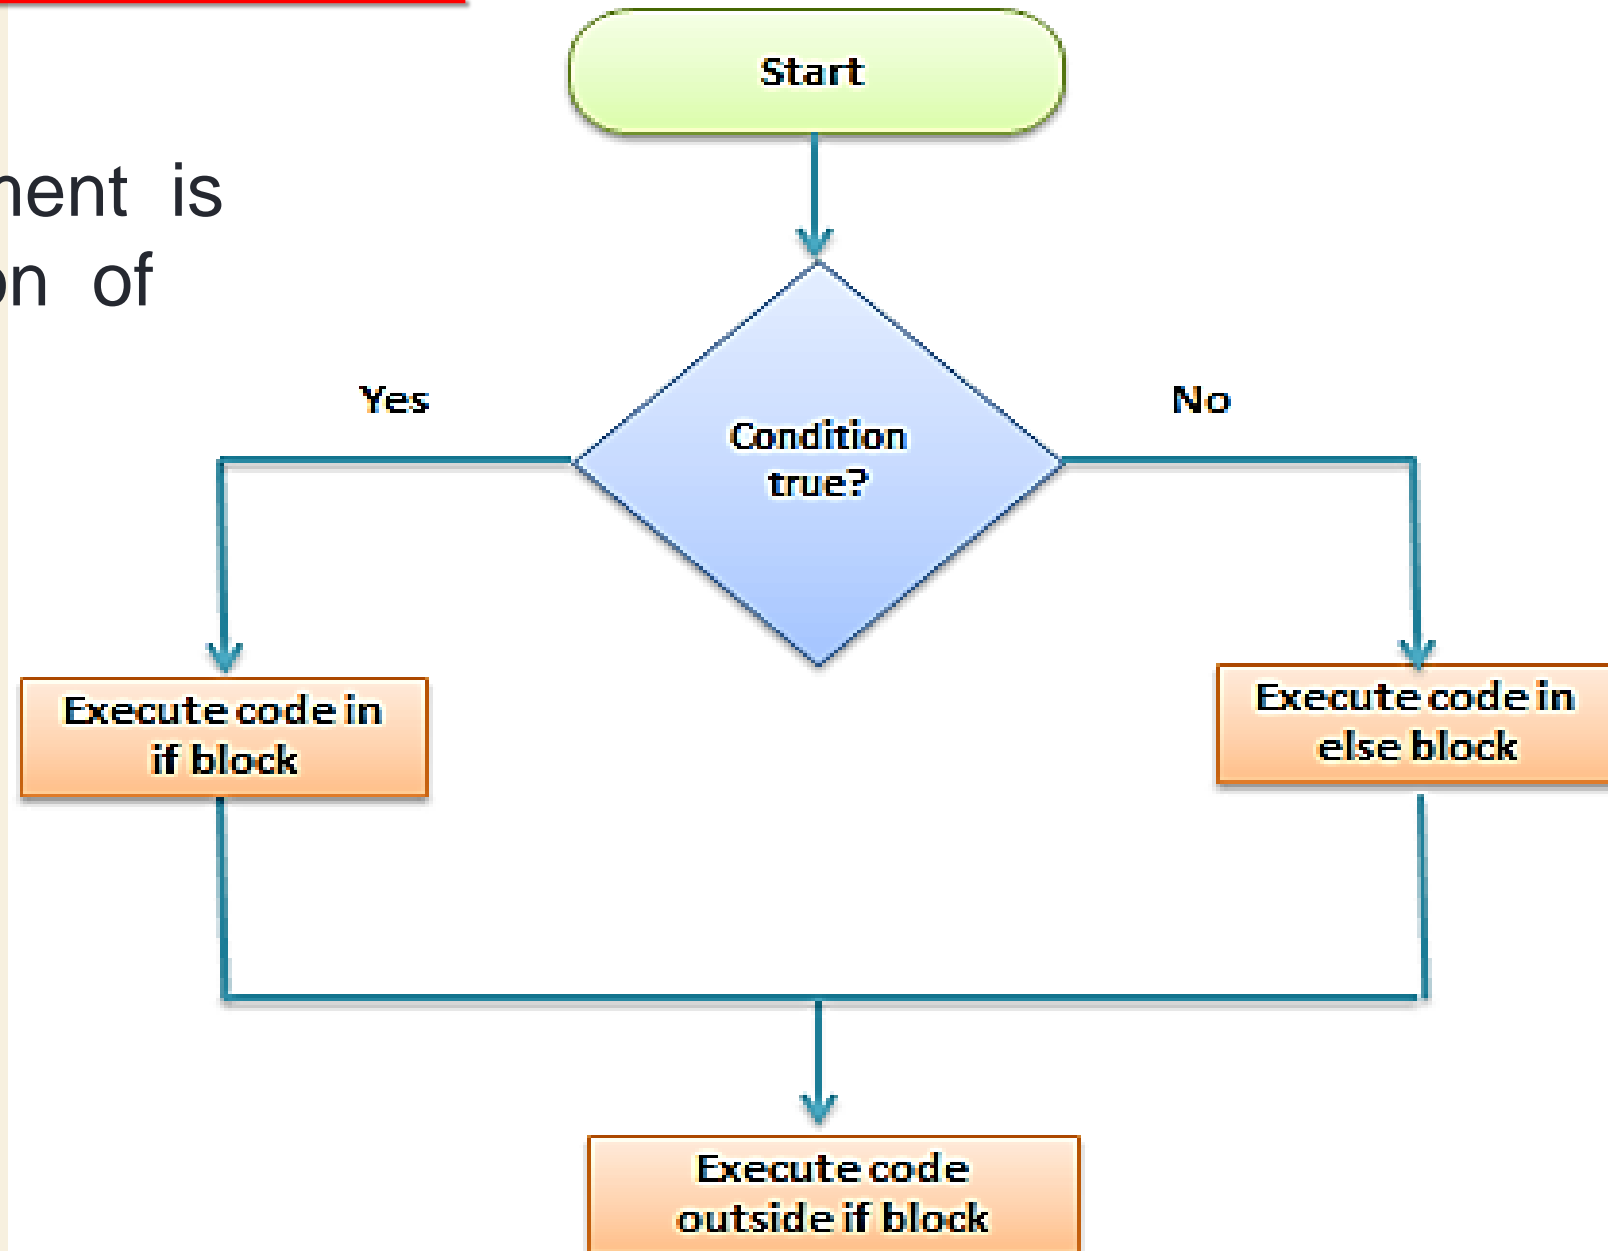 Start
is
of
Yes
No
Condition
true?
Execute code in
if block
Execute code in
else block
Execute code
outside if block